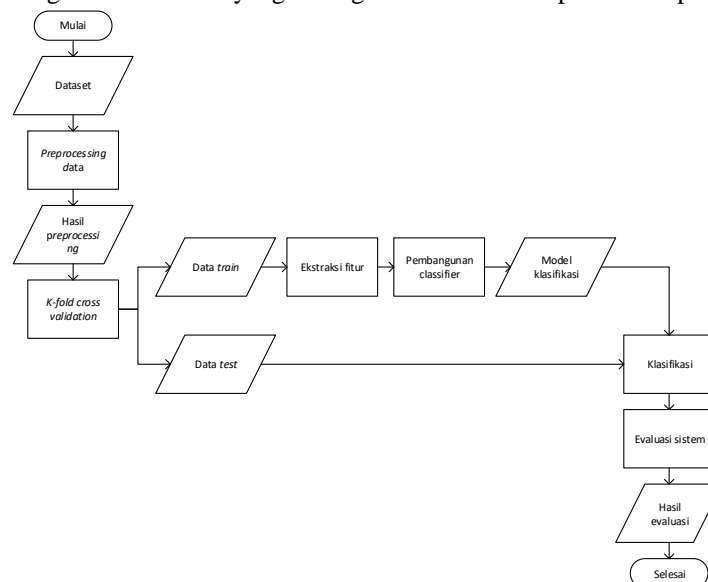 Mulai
Dataset
Preprocessing
data
Hasil
preprocessi
ng
K-fold cross
validation
Data train
Ekstraksi fitur
Pembangunan
classifier
Model
klasifikasi
Data test
Klasifikasi
Evaluasi sistem
Hasil
evaluasi
Selesai